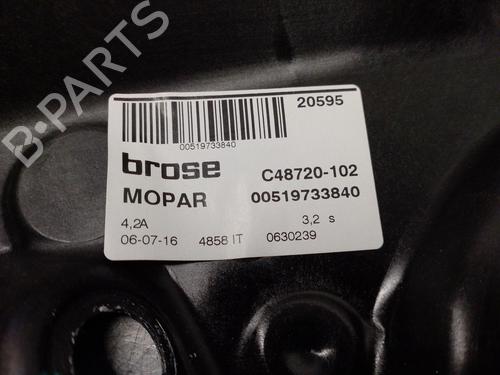 20595
00519733840
brose C48720-102
MOPAR 00519733840
4,2A 3,2 s
06-07-16 4858 IT 0630239
B-PARTS